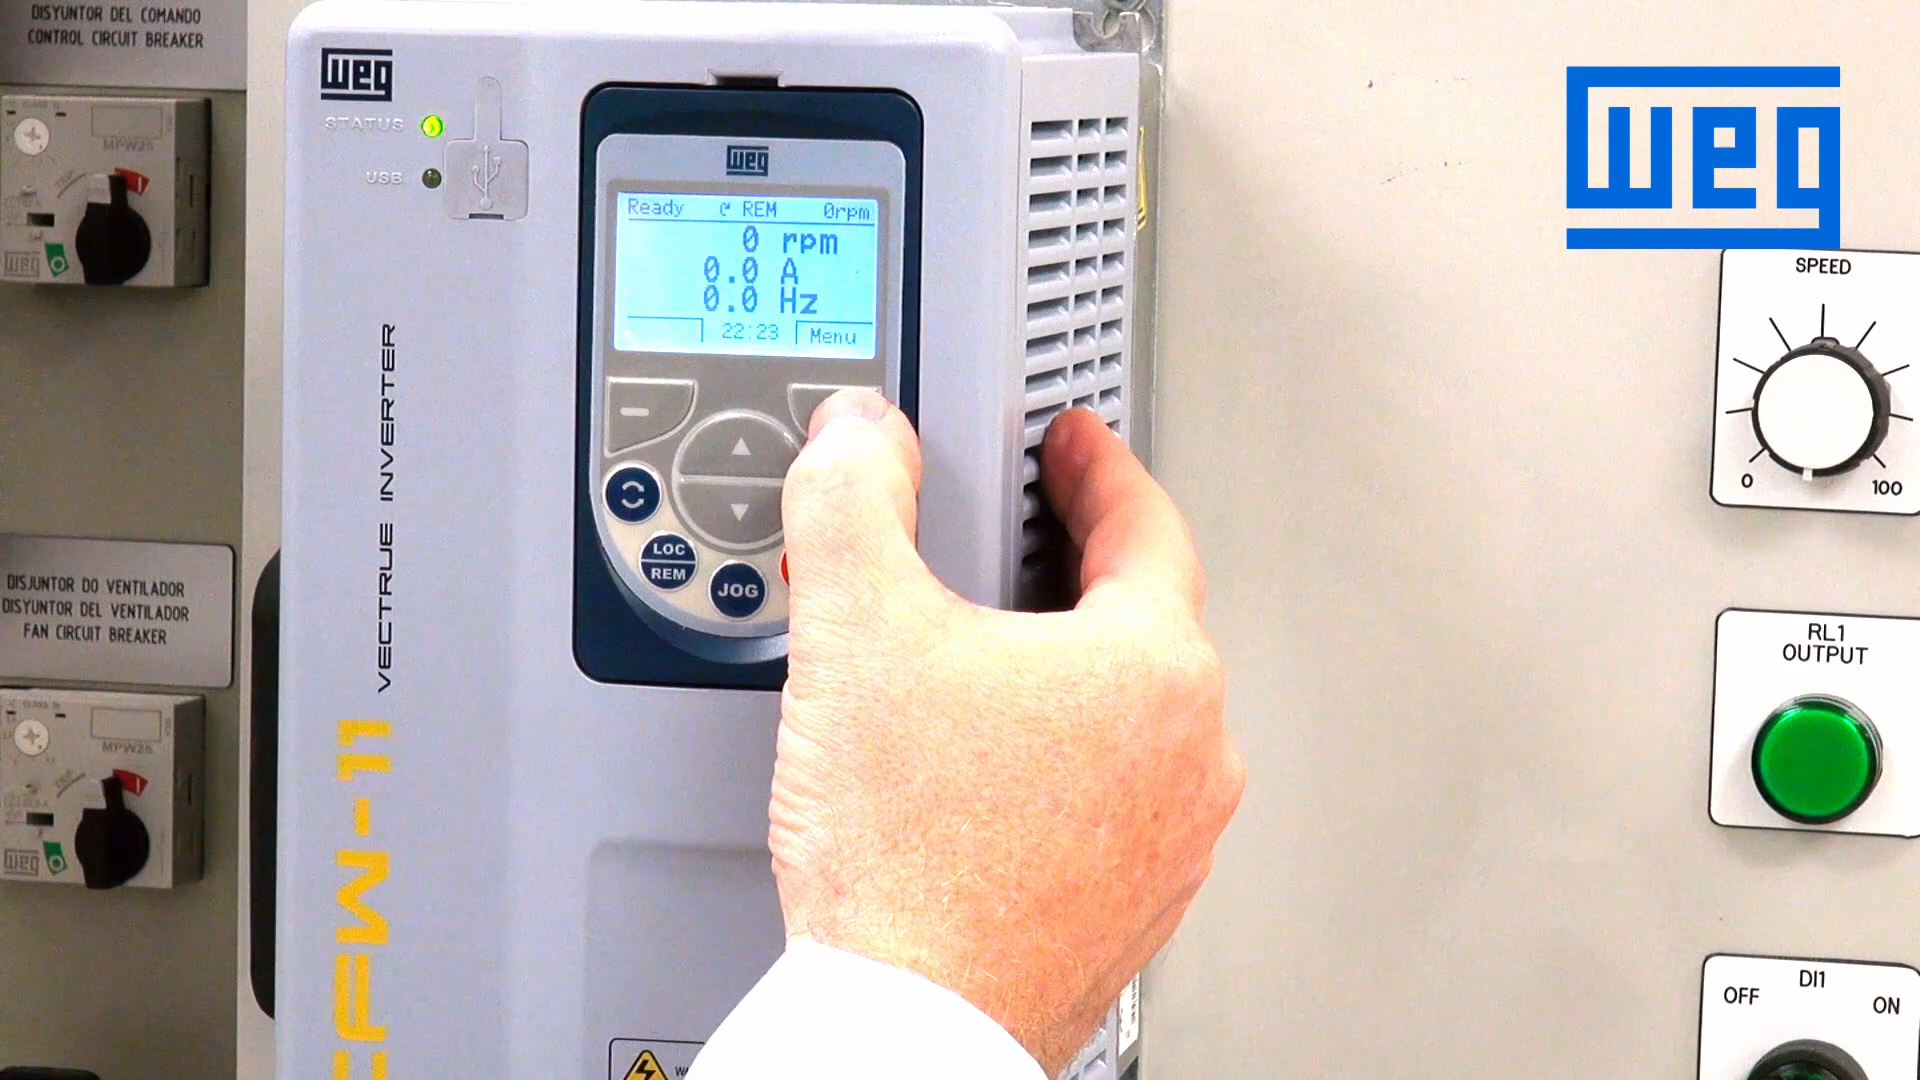 DISYUNTOR DEL COMANDO
CONTROL CIRCUIT BREAKER
MPW25
weg
DISJUNTOR DO VENTILADOR
DISYUNTOR DEL VENTILADOR
FAN CIRCUIT BREAKER
MPW25
weg
weg
STATUS
USB
VECTRUE INVERTER
CFW-11
weg
Ready REM 0rpm
0 rpm
0.0 A
0.0 Hz
22:23 Menu
LOC
REM
JOG
weg
SPEED
0 100
RL1
OUTPUT
DI1
OFF ON